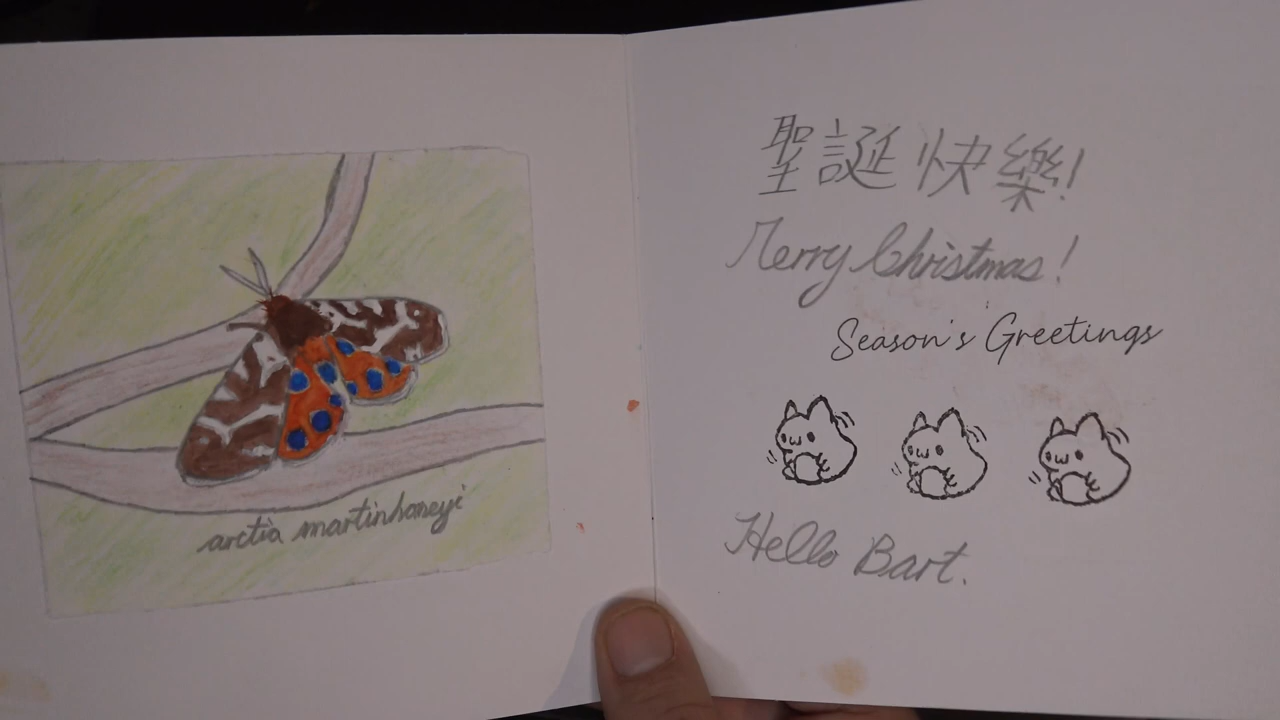 arctia martinhoneyi
聖誕快樂!
Merry Christmas!
Season's Greetings
Hello Bart.